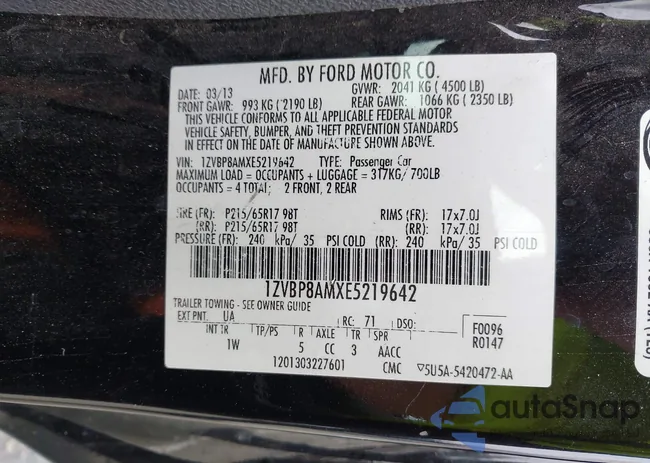 MFD. BY FORD MOTOR CO.
DATE: 03/13 GVWR: 2041 KG ( 4500 LB)
FRONT GAWR: 993 KG ( 2190 LB) REAR GAWR: 1066 KG ( 2350 LB)
THIS VEHICLE CONFORMS TO ALL APPLICABLE FEDERAL MOTOR
VEHICLE SAFETY, BUMPER, AND THEFT PREVENTION STANDARDS
IN EFFECT ON THE DATE OF MANUFACTURE SHOWN ABOVE.
VIN: 1ZVBP8AMXE5219642 TYPE: Passenger Car
MAXIMUM LOAD = OCCUPANTS + LUGGAGE = 317KG/ 700LB
OCCUPANTS = 4 TOTAL; 2 FRONT, 2 REAR
TIRE (FR): P215/65R17 98T RIMS (FR): 17x7.0J
(RR): P215/65R17 98T (RR): 17x7.0J
PRESSURE (FR): 240 kPa/ 35 PSI COLD (RR): 240 kPa/ 35 PSI COLD
1ZVBP8AMXE5219642
TRAILER TOWING - SEE OWNER GUIDE
EXT PNT: UA RC: 71 DSO: F0096
INT TR TP/PS R AXLE TR SPR R0147
1W 5 CC 3 AACC
1201303227601 CMC 5U5A-5420472-AA
autoSnap